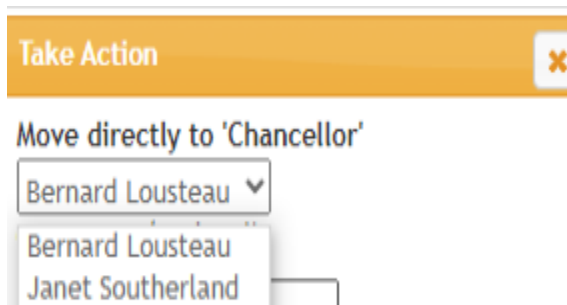 Take Action
Move directly to 'Chancellor'
Bernard Lousteau
Bernard Lousteau
Janet Southerland